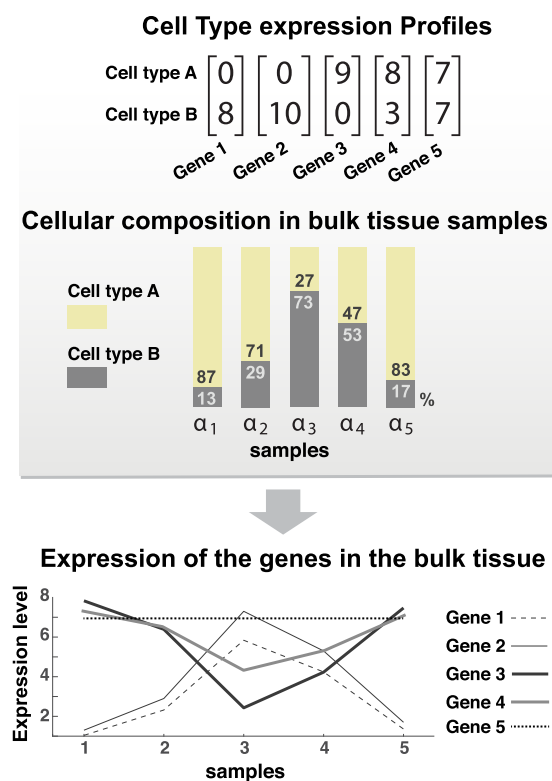 Cell Type expression Profiles
Cell type A [0] [0] [9] [8] [7]
Cell type B [8] [10] [0] [3] [7]
Gene 1 Gene 2 Gene 3 Gene 4 Gene 5
Cellular composition in bulk tissue samples
Cell type A
Cell type B
87 71 27 47 83
13 29 73 53 17 %
α1 α2 α3 α4 α5
samples
Expression of the genes in the bulk tissue
Expression level
8
6
4
2
1 2 3 4 5
samples
Gene 1
Gene 2
Gene 3
Gene 4
Gene 5